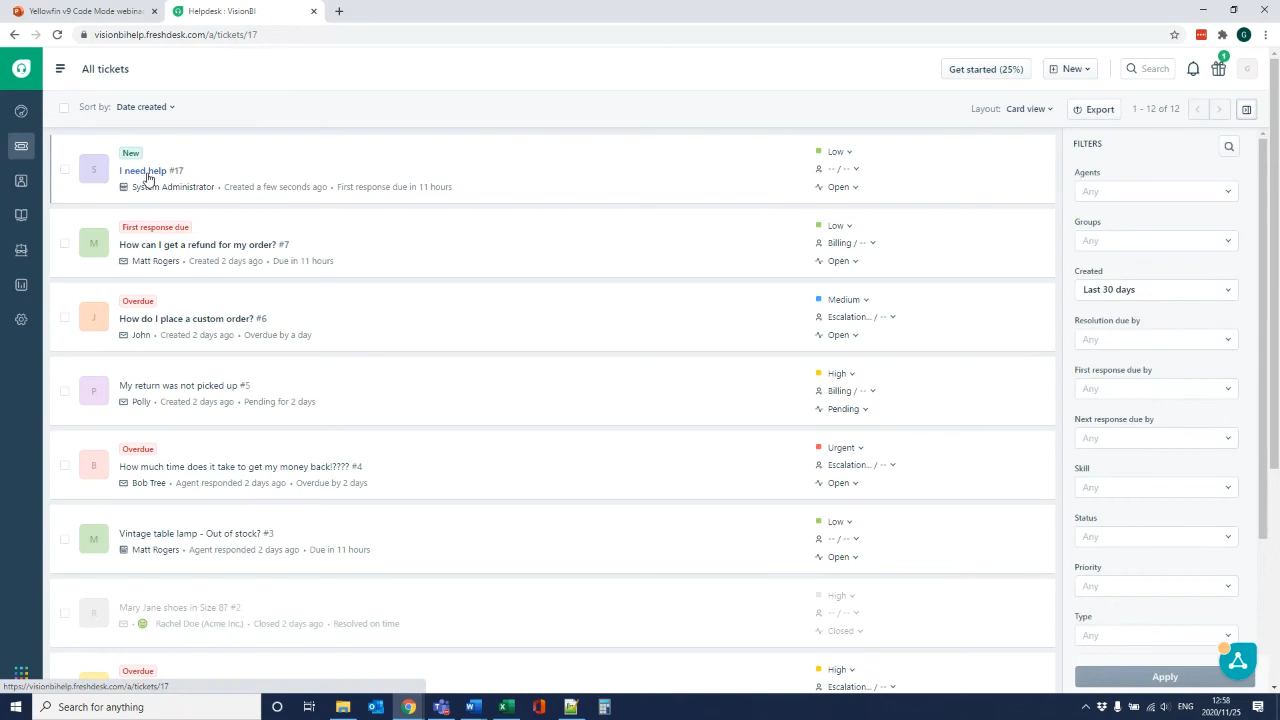 Yellowfin v9 Code Mode webina
Helpdesk : VisionBI
visionbihelp.freshdesk.com/a/tickets/17
G
All tickets
Get started (25%)
New
Search
1
G
Sort by: Date created
Layout: Card view
Export
1 - 12 of 12
New
S
I need help #17
System Administrator • Created a few seconds ago • First response due in 11 hours
Low
-- / --
Open
First response due
M
How can I get a refund for my order? #7
Matt Rogers • Created 2 days ago • Due in 11 hours
Low
Billing / --
Open
Overdue
J
How do I place a custom order? #6
John • Created 2 days ago • Overdue by a day
Medium
Escalation... / --
Open
P
My return was not picked up #5
Polly • Created 2 days ago • Pending for 2 days
High
Billing / --
Pending
Overdue
B
How much time does it take to get my money back!???? #4
Bob Tree • Agent responded 2 days ago • Overdue by 2 days
Urgent
Escalation... / --
Open
M
Vintage table lamp - Out of stock? #3
Matt Rogers • Agent responded 2 days ago • Due in 11 hours
Low
-- / --
Open
R
Mary Jane shoes in Size 8? #2
Rachel Doe (Acme Inc.) • Closed 2 days ago • Resolved on time
High
-- / --
Closed
Overdue
High
Escalation... / --
FILTERS
Agents
Any
Groups
Any
Created
Last 30 days
Resolution due by
Any
First response due by
Any
Next response due by
Any
Skill
Any
Status
Any
Priority
Any
Type
Any
Apply
https://visionbihelp.freshdesk.com/a/tickets/17
Search for anything
12:58
2020/11/25